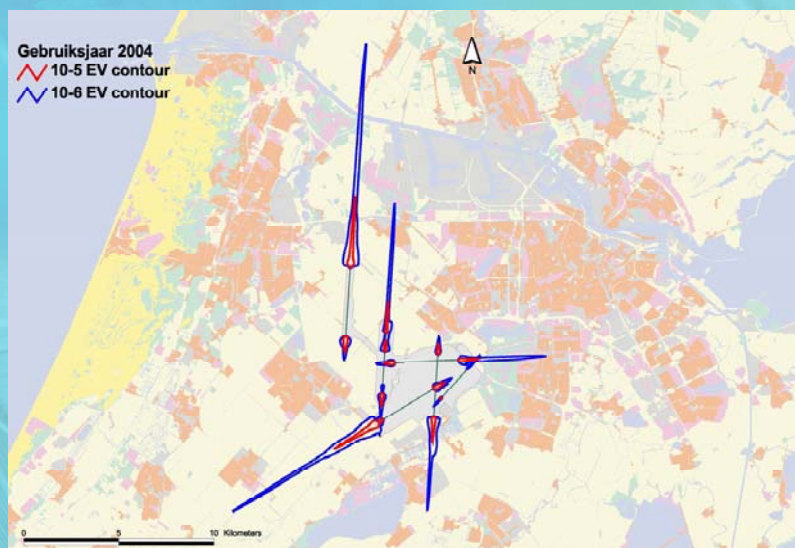 Gebruiksjaar 2004
10-5 EV contour
10-6 EV contour
N
0 5 10 Kilometers